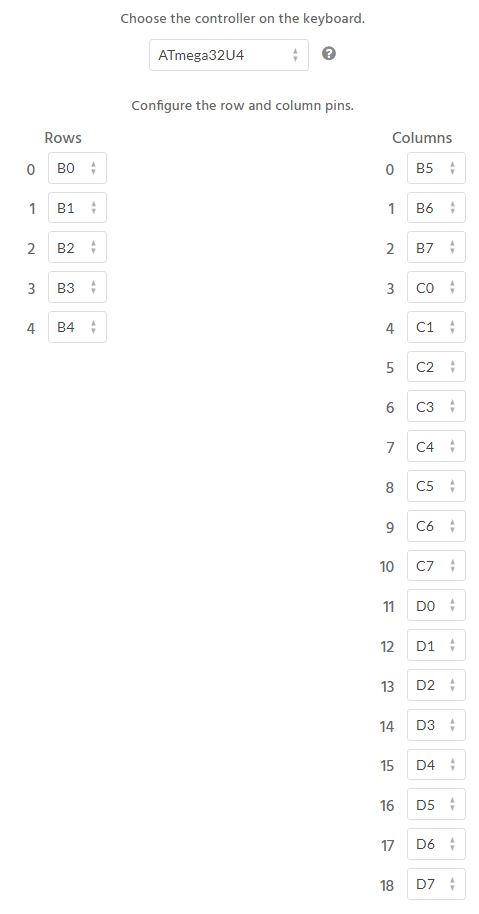 Choose the controller on the keyboard.
ATmega32U4
?
Configure the row and column pins.
Rows Columns
0 B0 0 B5
1 B1 1 B6
2 B2 2 B7
3 B3 3 C0
4 B4 4 C1
5 C2
6 C3
7 C4
8 C5
9 C6
10 C7
11 D0
12 D1
13 D2
14 D3
15 D4
16 D5
17 D6
18 D7